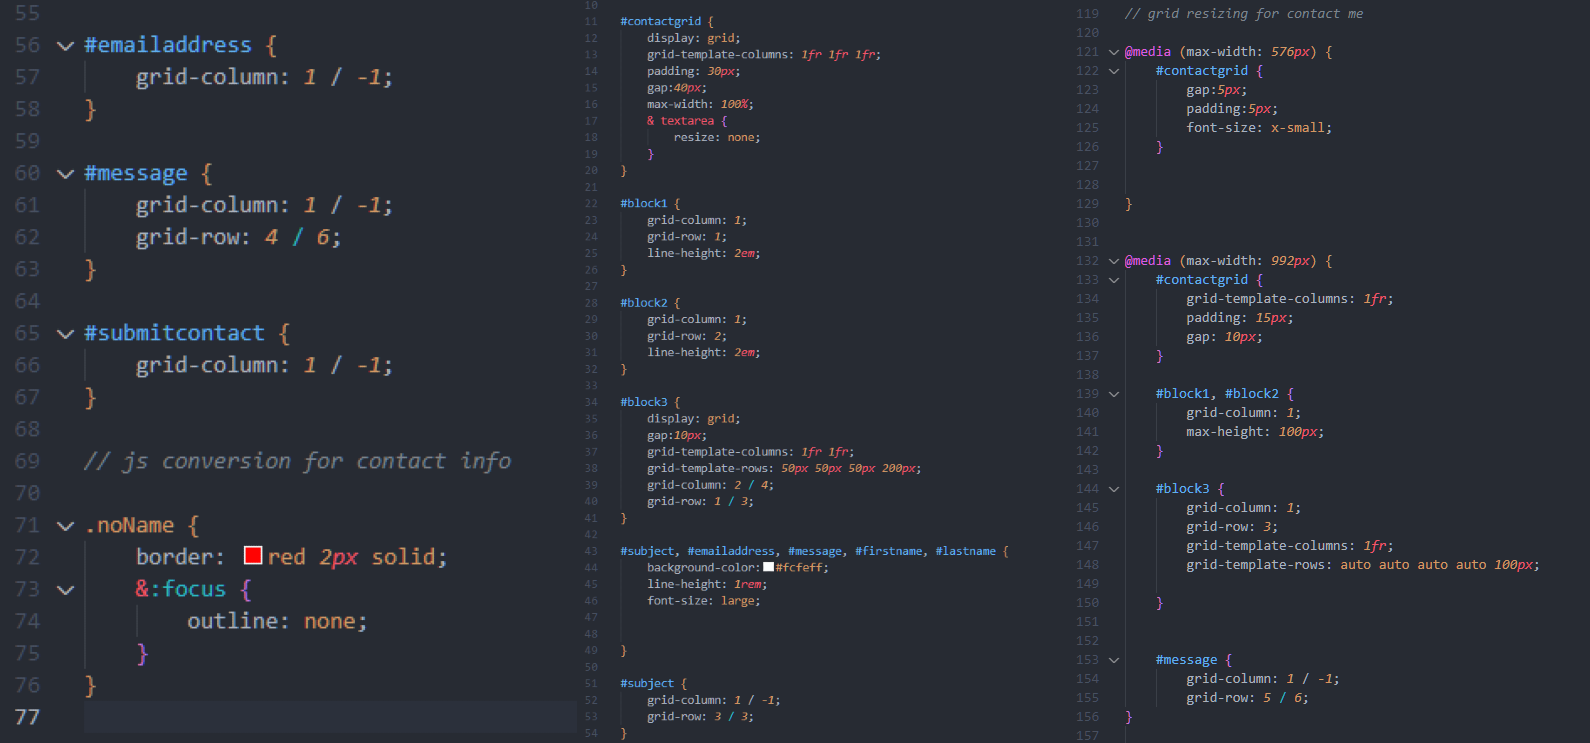 55
56 #emailaddress {
57 grid-column: 1 / -1;
58 }
59
60 #message {
61 grid-column: 1 / -1;
62 grid-row: 4 / 6;
63 }
64
65 #submitcontact {
66 grid-column: 1 / -1;
67 }
68
69 // js conversion for contact info
70
71 .noName {
72 border: red 2px solid;
73 &:focus {
74 outline: none;
75 }
76 }
77
10
11 #contactgrid {
12 display: grid;
13 grid-template-columns: 1fr 1fr 1fr;
14 padding: 30px;
15 gap:40px;
16 max-width: 100%;
17 & textarea {
18 resize: none;
19 }
20 }
21
22 #block1 {
23 grid-column: 1;
24 grid-row: 1;
25 line-height: 2em;
26 }
27
28 #block2 {
29 grid-column: 1;
30 grid-row: 2;
31 line-height: 2em;
32 }
33
34 #block3 {
35 display: grid;
36 gap:10px;
37 grid-template-columns: 1fr 1fr;
38 grid-template-rows: 50px 50px 50px 200px;
39 grid-column: 2 / 4;
40 grid-row: 1 / 3;
41 }
42
43 #subject, #emailaddress, #message, #firstname, #lastname {
44 background-color:#fcfeff;
45 line-height: 1rem;
46 font-size: large;
47
48
49 }
50
51 #subject {
52 grid-column: 1 / -1;
53 grid-row: 3 / 3;
54 }
119 // grid resizing for contact me
120
121 @media (max-width: 576px) {
122 #contactgrid {
123 gap:5px;
124 padding:5px;
125 font-size: x-small;
126 }
127
128
129 }
130
131
132 @media (max-width: 992px) {
133 #contactgrid {
134 grid-template-columns: 1fr;
135 padding: 15px;
136 gap: 10px;
137 }
138
139 #block1, #block2 {
140 grid-column: 1;
141 max-height: 100px;
142 }
143
144 #block3 {
145 grid-column: 1;
146 grid-row: 3;
147 grid-template-columns: 1fr;
148 grid-template-rows: auto auto auto auto 100px;
149
150 }
151
152
153 #message {
154 grid-column: 1 / -1;
155 grid-row: 5 / 6;
156 }
157